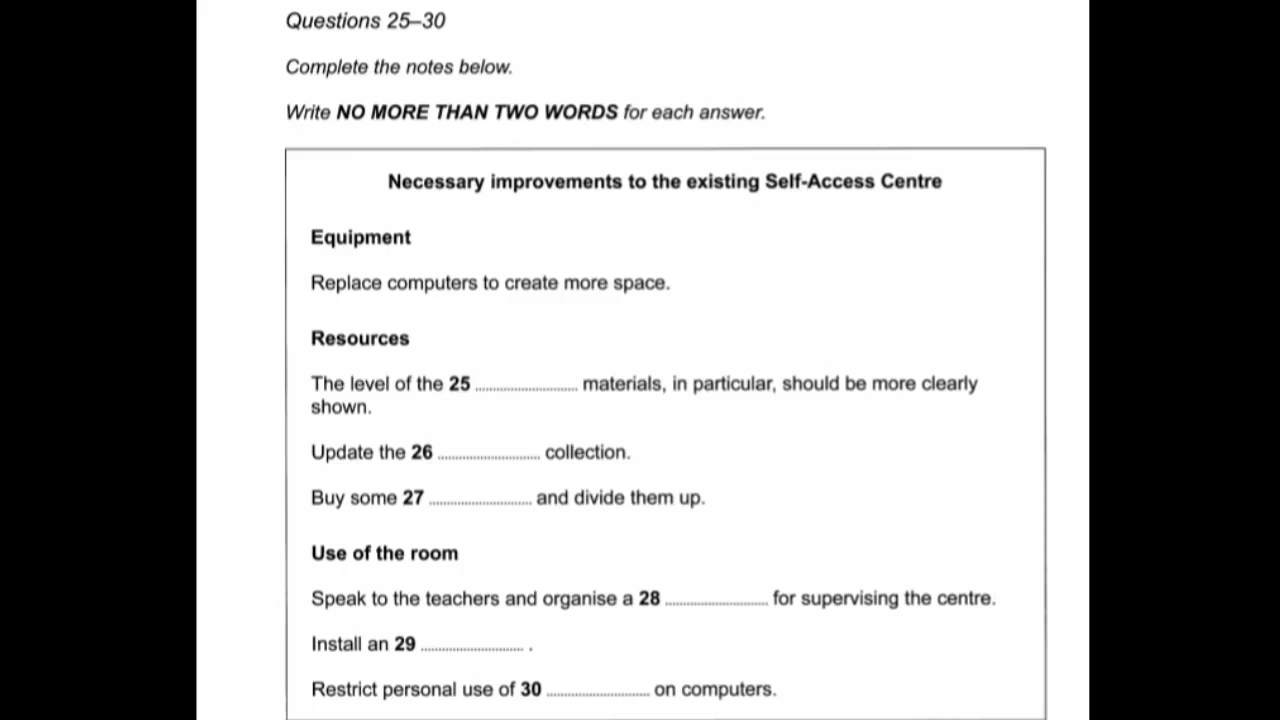 Questions 25–30
Complete the notes below.
Write NO MORE THAN TWO WORDS for each answer.
Necessary improvements to the existing Self-Access Centre
Equipment
Replace computers to create more space.
Resources
The level of the 25 ........................ materials, in particular, should be more clearly
shown.
Update the 26 ........................ collection.
Buy some 27 ........................ and divide them up.
Use of the room
Speak to the teachers and organise a 28 ........................ for supervising the centre.
Install an 29 ........................ .
Restrict personal use of 30 ........................ on computers.